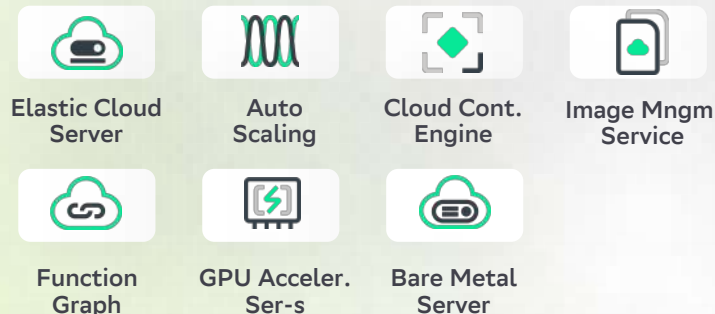 Elastic Cloud
Server
Auto
Scaling
Cloud Cont.
Engine
Image Mngm
Service
Function
Graph
GPU Acceler.
Ser-s
Bare Metal
Server